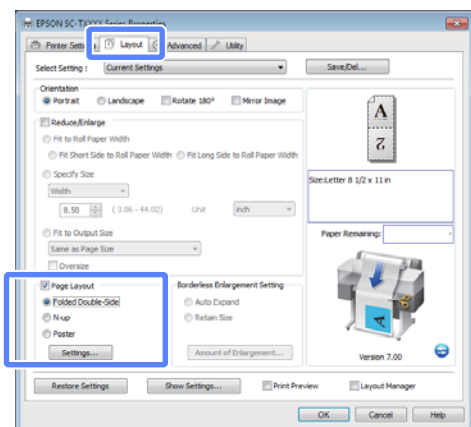 EPSON SC-TXXXX Series Properties
Printer Settings Layout Advanced Utility
Select Setting : Current Settings Save/Del...
Orientation
Portrait Landscape Rotate 180° Mirror Image
Reduce/Enlarge
Fit to Roll Paper Width
Fit Short Side to Roll Paper Width Fit Long Side to Roll Paper Width
Specify Size
Width
8.50 (3.86 - 44.02) Unit inch
Fit to Output Size
Same as Page Size
Oversize
A
2
Size:Letter 8 1/2 x 11 in
Paper Remaining: -
Page Layout
Folded Double-Side
N-up
Poster
Settings...
Borderless Enlargement Setting
Auto Expand
Retain Size
Amount of Enlargement...
A
Version 7.00
Restore Settings Show Settings... Print Preview Layout Manager
OK Cancel Help